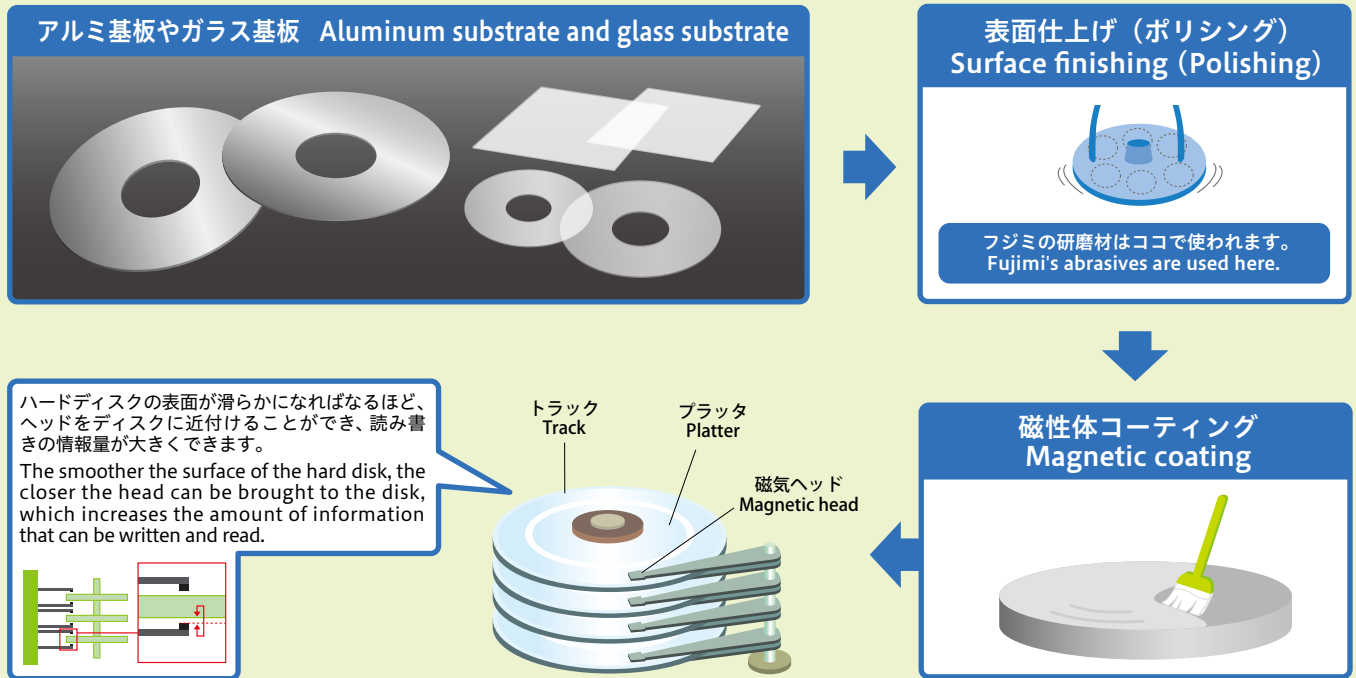 アルミ基板やガラス基板 Aluminum substrate and glass substrate
表面仕上げ（ポリシング）
Surface finishing（Polishing）
フジミの研磨材はココで使われます。
Fujimi's abrasives are used here.
磁性体コーティング
Magnetic coating
トラック
Track
プラッタ
Platter
磁気ヘッド
Magnetic head
ハードディスクの表面が滑らかになればなるほど、
ヘッドをディスクに近付けることができ、読み書
きの情報量が大きくできます。
The smoother the surface of the hard disk, the
closer the head can be brought to the disk,
which increases the amount of information
that can be written and read.